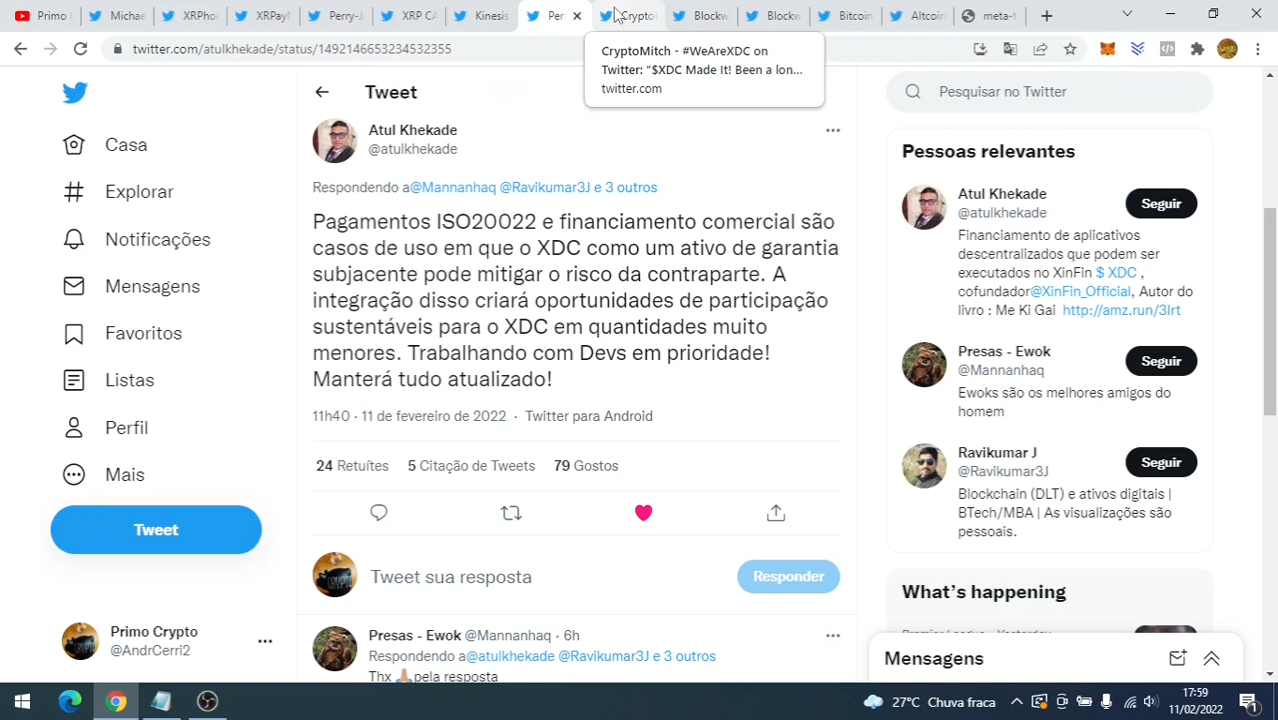 Primo (
Michae
XRPho
XRPayN
Perry-J
XRP CA
Kinesis
Per
Crypto
Blockw
Blockw
Bitcoin
Altcoin
meta-t
twitter.com/atulkhekade/status/1492146653234532355
CryptoMitch - #WeAreXDC on
Twitter: "$XDC Made It! Been a lon...
twitter.com
Casa
Explorar
Notificações
Mensagens
Favoritos
Listas
Perfil
Mais
Tweet
Primo Crypto
@AndrCerri2
Tweet
Atul Khekade
@atulkhekade
Respondendo a@Mannanhaq @Ravikumar3J e 3 outros
Pagamentos ISO20022 e financiamento comercial são
casos de uso em que o XDC como um ativo de garantia
subjacente pode mitigar o risco da contraparte. A
integração disso criará oportunidades de participação
sustentáveis para o XDC em quantidades muito
menores. Trabalhando com Devs em prioridade!
Manterá tudo atualizado!
11h40 · 11 de fevereiro de 2022 · Twitter para Android
24 Retuítes 5 Citação de Tweets 79 Gostos
Tweet sua resposta
Responder
Presas - Ewok @Mannanhaq · 6h
Respondendo a@atulkhekade @Ravikumar3J e 3 outros
Thx 🙏🏼pela resposta
Pesquisar no Twitter
Pessoas relevantes
Atul Khekade
@atulkhekade
Seguir
Financiamento de aplicativos
descentralizados que podem ser
executados no XinFin $ XDC ,
cofundador@XinFin_Official, Autor do
livro : Me Ki Gai http://amz.run/3Irt
Presas - Ewok
@Mannanhaq
Seguir
Ewoks são os melhores amigos do
homem
Ravikumar J
@Ravikumar3J
Seguir
Blockchain (DLT) e ativos digitais |
BTech/MBA | As visualizações são
pessoais.
What's happening
Premier League · Yesterday
Mensagens
27°C Chuva fraca
17:59
11/02/2022
1